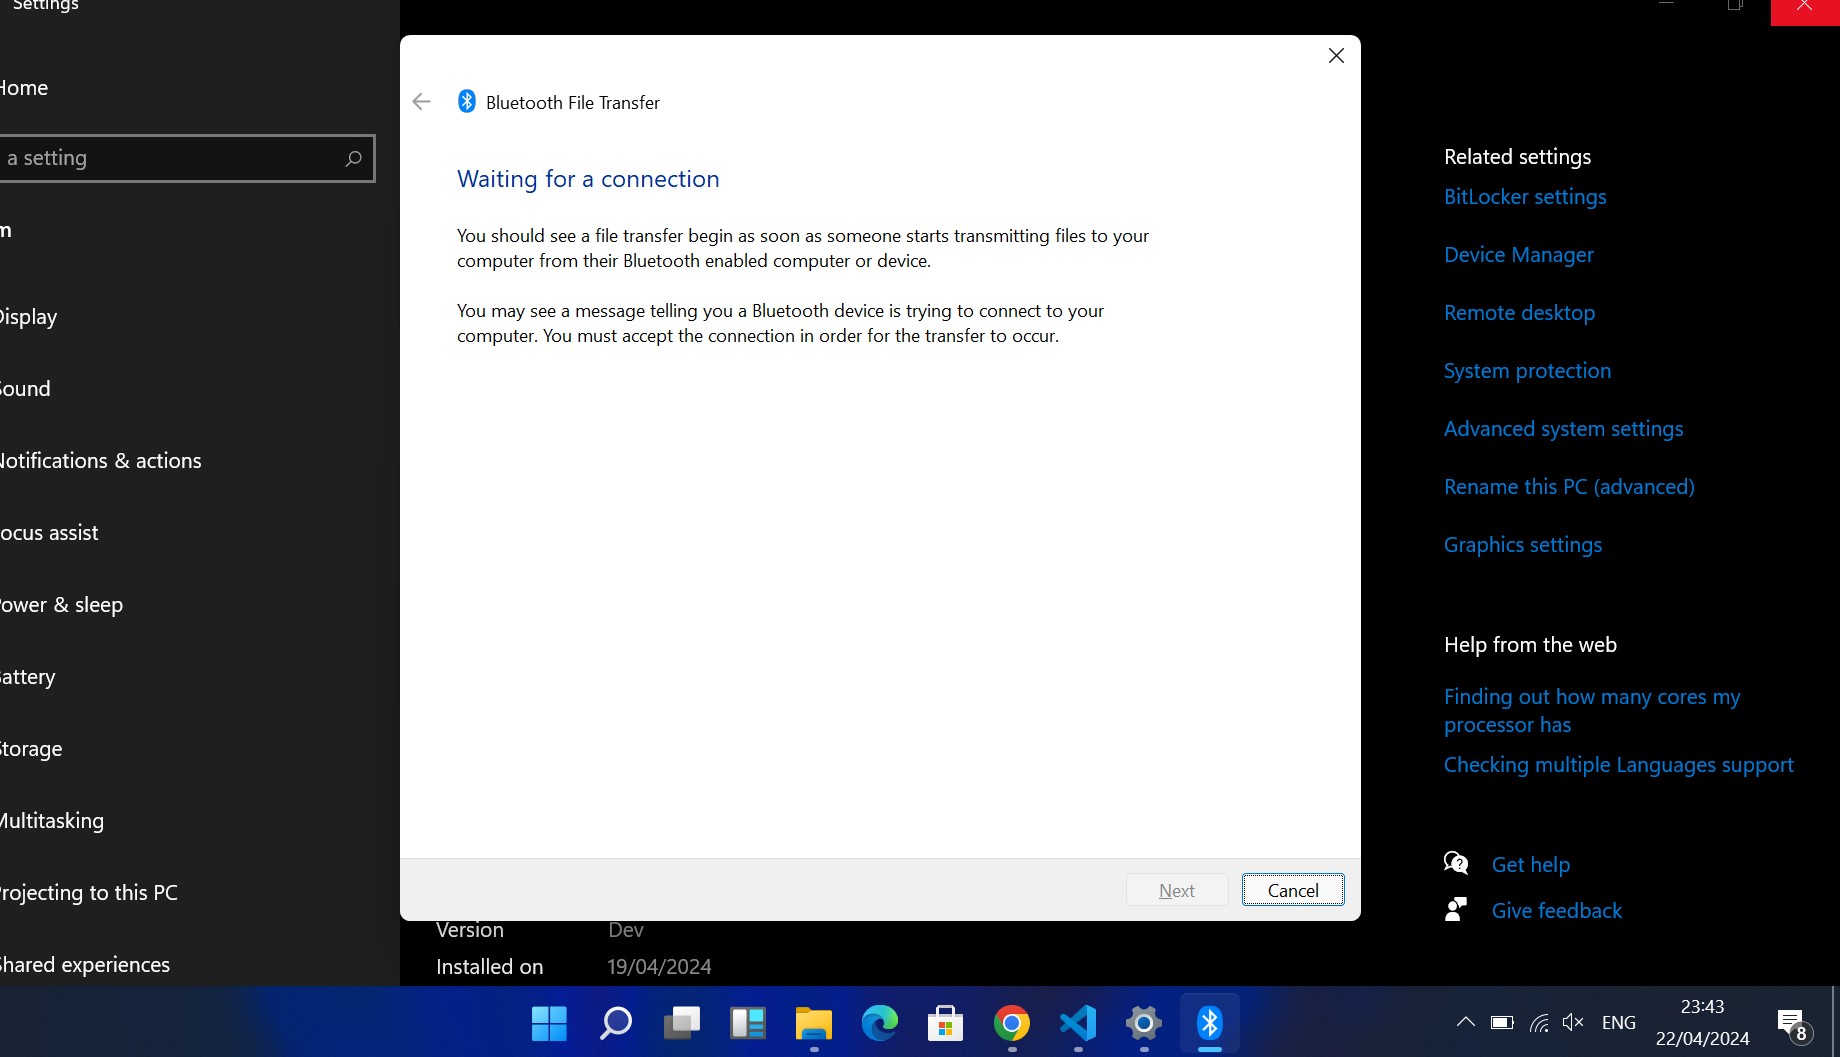 Settings
Home
a setting
m
Display
Sound
Notifications & actions
Focus assist
Power & sleep
Battery
Storage
Multitasking
Projecting to this PC
Shared experiences
Bluetooth File Transfer
Waiting for a connection
You should see a file transfer begin as soon as someone starts transmitting files to your
computer from their Bluetooth enabled computer or device.
You may see a message telling you a Bluetooth device is trying to connect to your
computer. You must accept the connection in order for the transfer to occur.
Next
Cancel
Version
Dev
Installed on
19/04/2024
Related settings
BitLocker settings
Device Manager
Remote desktop
System protection
Advanced system settings
Rename this PC (advanced)
Graphics settings
Help from the web
Finding out how many cores my
processor has
Checking multiple Languages support
Get help
Give feedback
ENG
23:43
22/04/2024
8